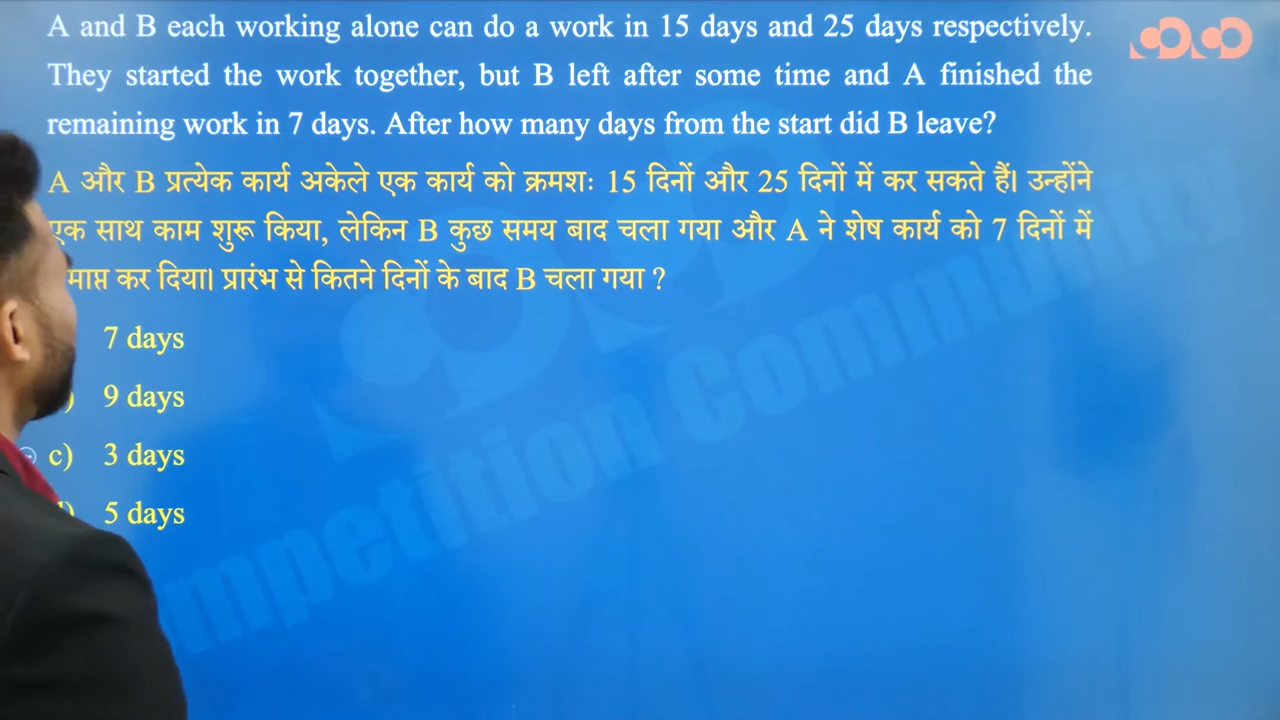 A and B each working alone can do a work in 15 days and 25 days respectively.
They started the work together, but B left after some time and A finished the
remaining work in 7 days. After how many days from the start did B leave?
A और B प्रत्येक कार्य अकेले एक कार्य को क्रमशः 15 दिनों और 25 दिनों में कर सकते हैं। उन्होंने
एक साथ काम शुरू किया, लेकिन B कुछ समय बाद चला गया और A ने शेष कार्य को 7 दिनों में
कर दिया। प्रारंभ से कितने दिनों के बाद B चला गया ?
7 days
9 days
c) 3 days
5 days
Community